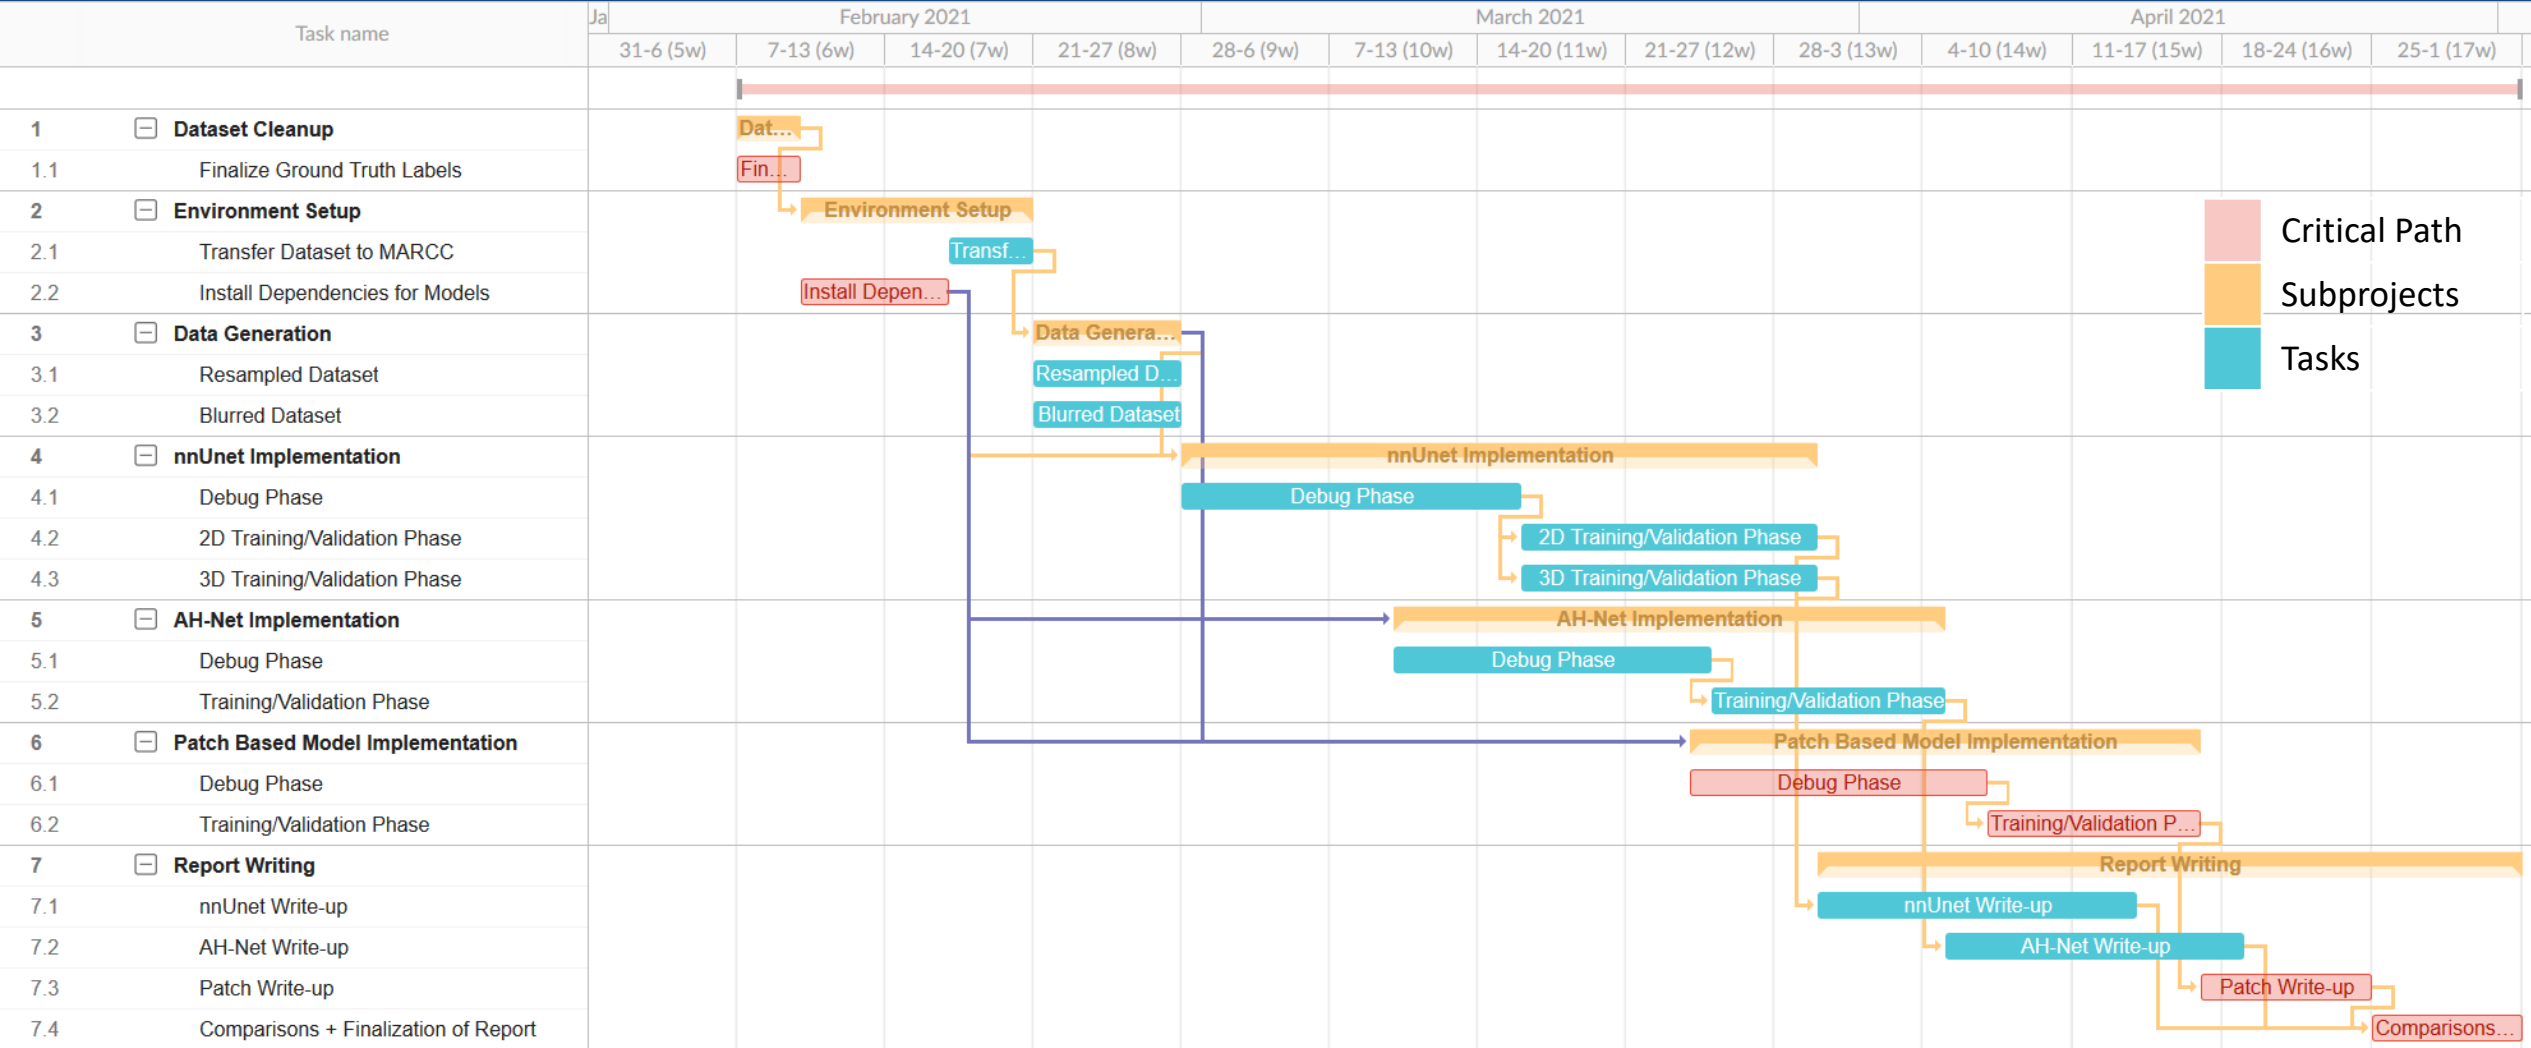 Task name
Ja February 2021 March 2021 April 2021
31-6 (5w) 7-13 (6w) 14-20 (7w) 21-27 (8w) 28-6 (9w) 7-13 (10w) 14-20 (11w) 21-27 (12w) 28-3 (13w) 4-10 (14w) 11-17 (15w) 18-24 (16w) 25-1 (17w)
1 Dataset Cleanup Dat...
1.1 Finalize Ground Truth Labels Fin...
2 Environment Setup Environment Setup
2.1 Transfer Dataset to MARCC Transf...
2.2 Install Dependencies for Models Install Depen...
3 Data Generation Data Genera...
3.1 Resampled Dataset Resampled D...
3.2 Blurred Dataset Blurred Dataset
4 nnUnet Implementation nnUnet Implementation
4.1 Debug Phase Debug Phase
4.2 2D Training/Validation Phase 2D Training/Validation Phase
4.3 3D Training/Validation Phase 3D Training/Validation Phase
5 AH-Net Implementation AH-Net Implementation
5.1 Debug Phase Debug Phase
5.2 Training/Validation Phase Training/Validation Phase
6 Patch Based Model Implementation Patch Based Model Implementation
6.1 Debug Phase Debug Phase
6.2 Training/Validation Phase Training/Validation P...
7 Report Writing Report Writing
7.1 nnUnet Write-up nnUnet Write-up
7.2 AH-Net Write-up AH-Net Write-up
7.3 Patch Write-up Patch Write-up
7.4 Comparisons + Finalization of Report Comparisons...
Critical Path
Subprojects
Tasks